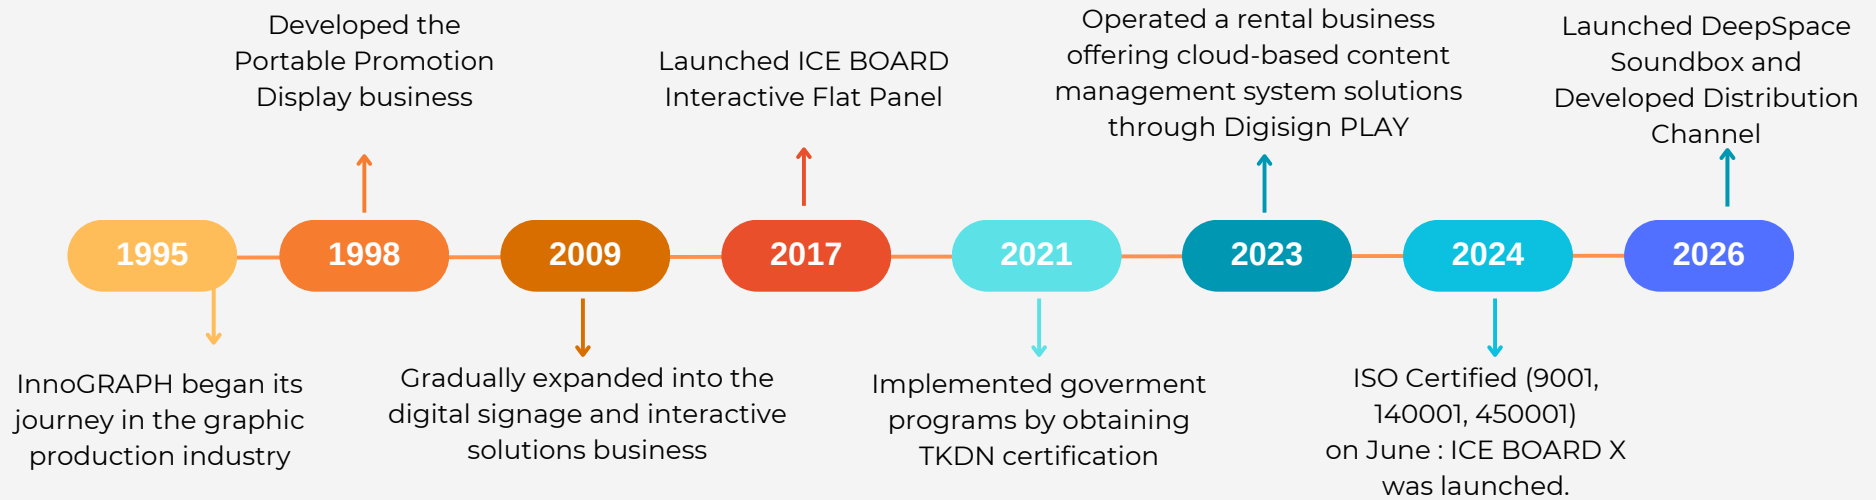 Developed the
Portable Promotion
Display business
Launched ICE BOARD
Interactive Flat Panel
Operated a rental business
offering cloud-based content
management system solutions
through Digisign PLAY
Launched DeepSpace
Soundbox and
Developed Distribution
Channel
1995
1998
2009
2017
2021
2023
2024
2026
InnoGRAPH began its
journey in the graphic
production industry
Gradually expanded into the
digital signage and interactive
solutions business
Implemented goverment
programs by obtaining
TKDN certification
ISO Certified (9001,
140001, 450001)
on June : ICE BOARD X
was launched.